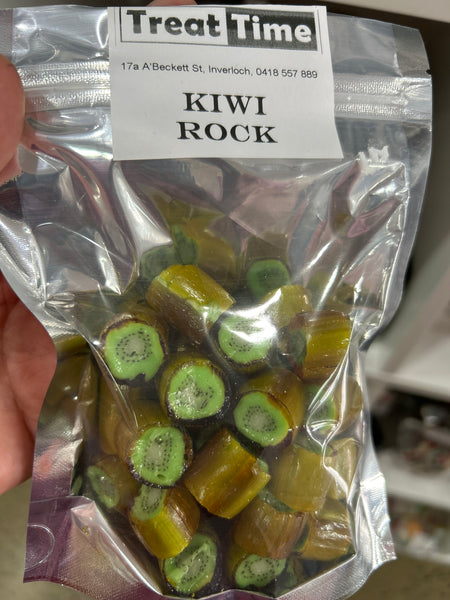 Treat Time
17a A'Beckett St, Inverloch, 0418 557 889
KIWI
ROCK